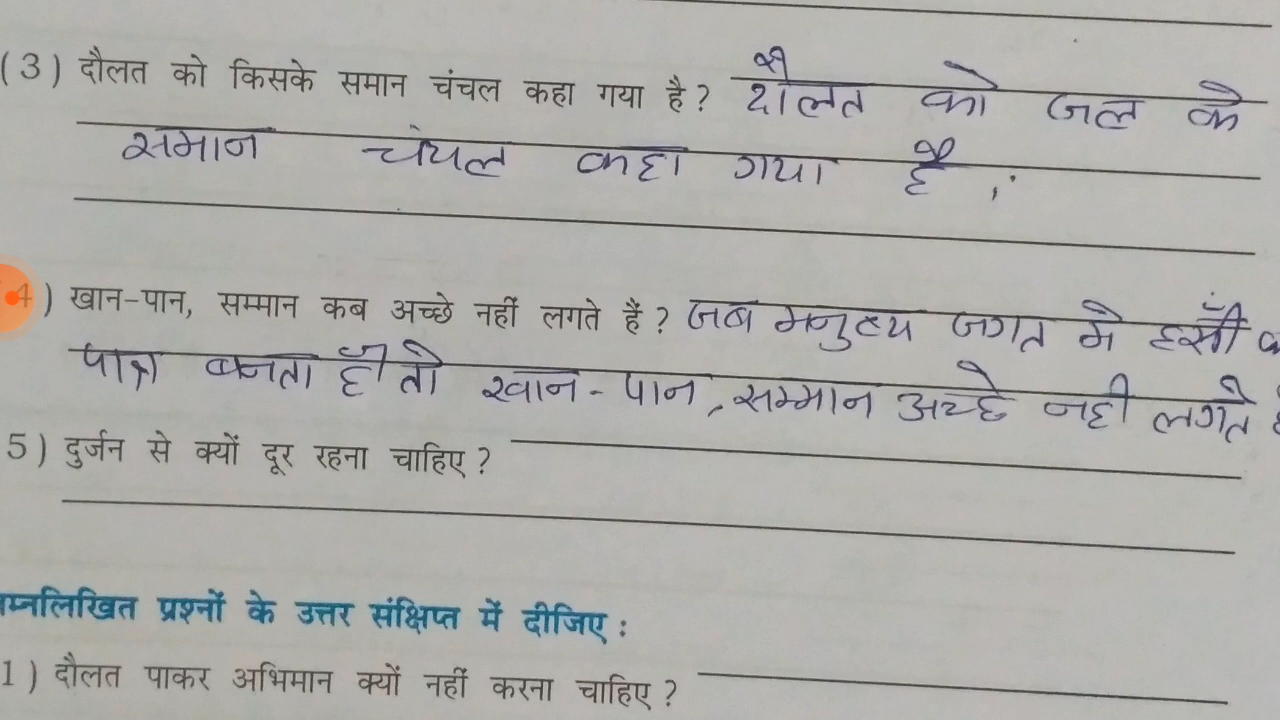 (3) दौलत को किसके समान चंचल कहा गया है? दौलत को जल के
समान चंचल कहा गया है।
4) खान-पान, सम्मान कब अच्छे नहीं लगते हैं? जब मनुष्य जगत मे हसीँ
पात्र बनता है तो खान-पान, सम्मान अच्छे नही लगते
5) दुर्जन से क्यों दूर रहना चाहिए?
म्नलिखित प्रश्नों के उत्तर संक्षिप्त में दीजिए :
1) दौलत पाकर अभिमान क्यों नहीं करना चाहिए?